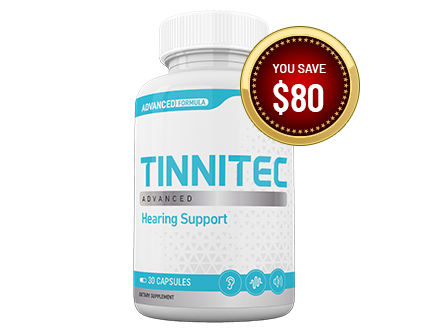 YOU SAVE
$80
ADVANCED FORMULA
TINNITEC
ADVANCED
Hearing Support
30 CAPSULES
DIETARY SUPPLEMENT